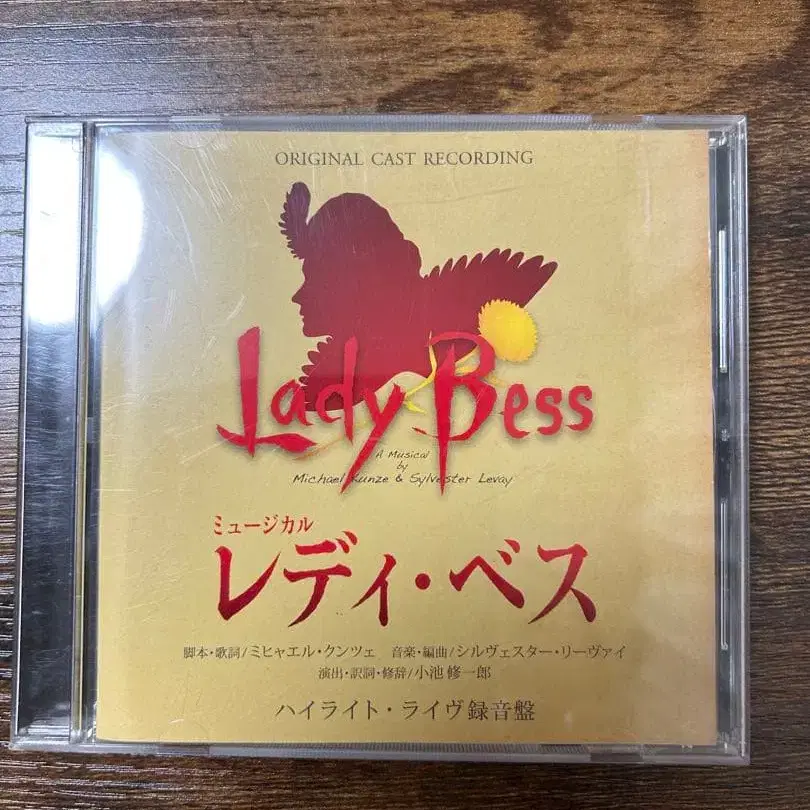 ORIGINAL CAST RECORDING
Lady Bess
A Musical
by
Michael Kunze & Sylvester Levay
ミュージカル
レディ・ベス
脚本・歌詞/ミヒャエル・クンツェ 音楽・編曲/シルヴェスター・リーヴァイ
演出・訳詞・修辞/小池修一郎
ハイライト・ライヴ録音盤